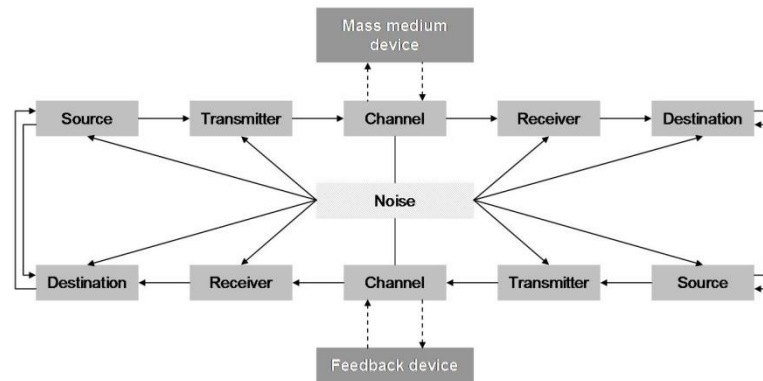 Mass medium
device
Source
Transmitter
Channel
Receiver
Destination
Noise
Destination
Receiver
Channel
Transmitter
Source
Feedback device